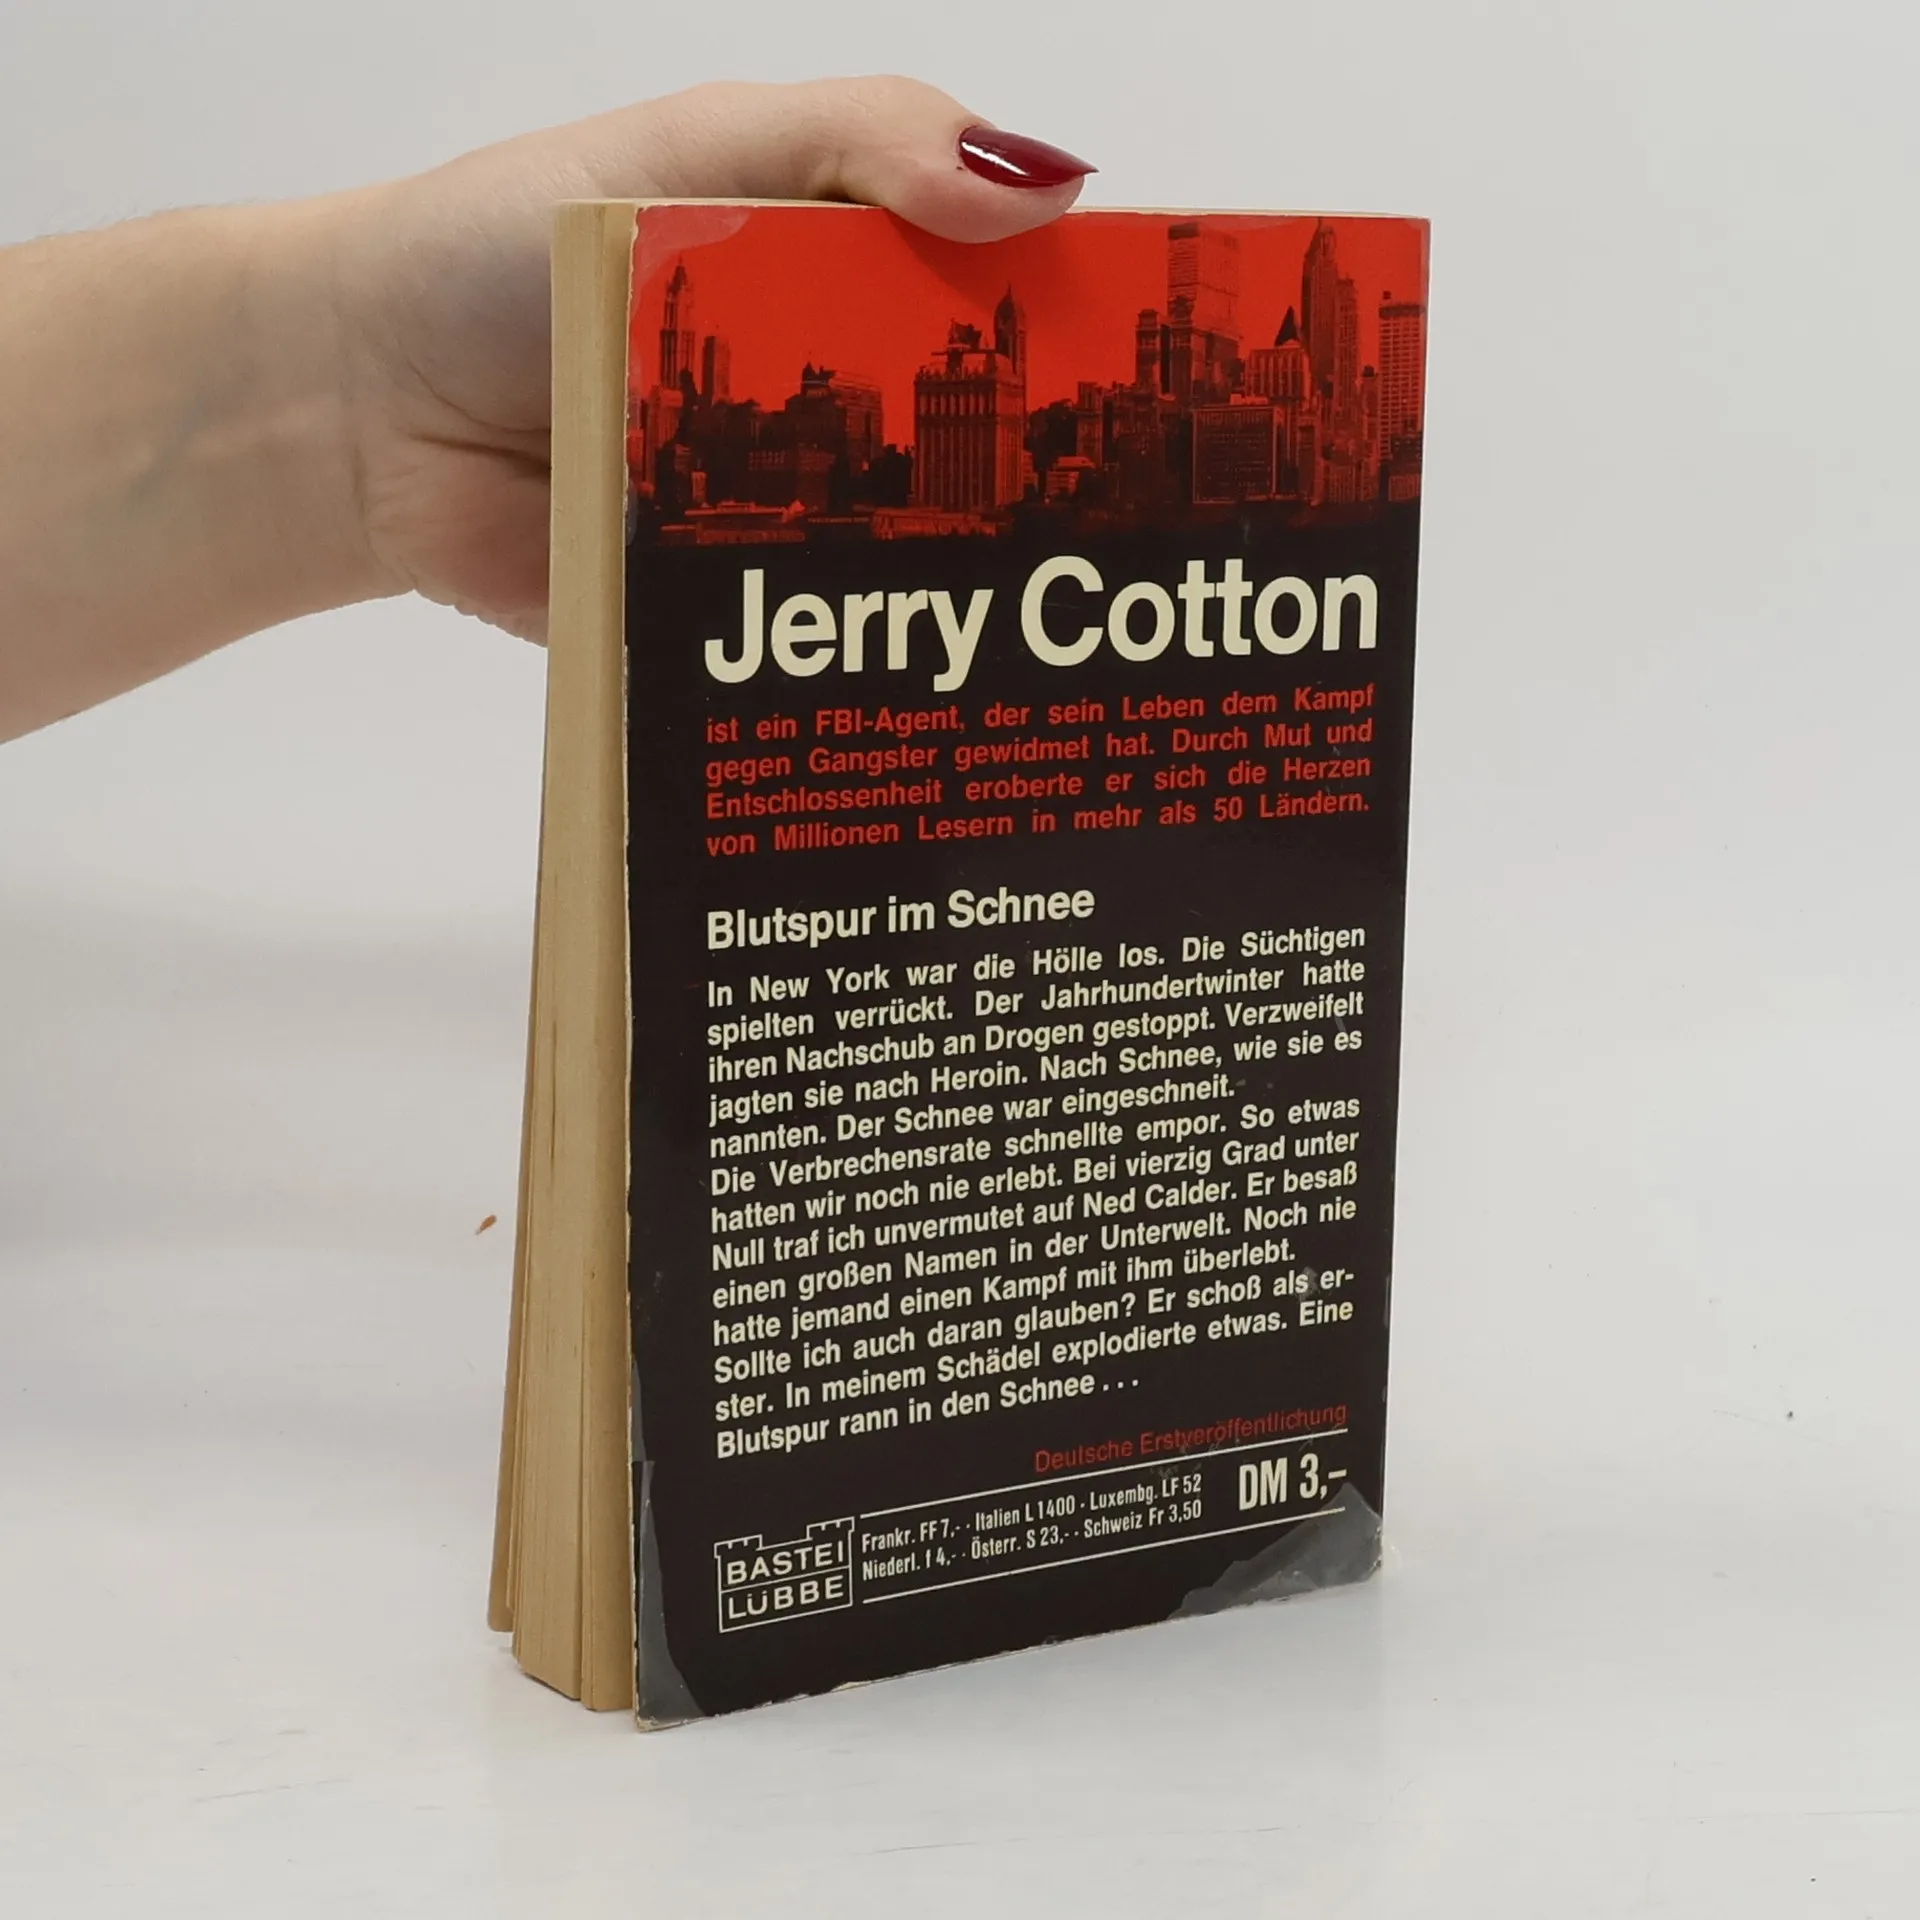 Jerry Cotton
ist ein FBI-Agent, der sein Leben dem Kampf
gegen Gangster gewidmet hat. Durch Mut und
Entschlossenheit eroberte er sich die Herzen
von Millionen Lesern in mehr als 50 Ländern.
Blutspur im Schnee
In New York war die Hölle los. Die Süchtigen
spielten verrückt. Der Jahrhundertwinter hatte
ihren Nachschub an Drogen gestoppt. Verzweifelt
jagten sie nach Heroin. Nach Schnee, wie sie es
nannten. Der Schnee war eingeschneit.
Die Verbrechensrate schnellte empor. So etwas
hatten wir noch nie erlebt. Bei vierzig Grad unter
Null traf ich unvermutet auf Ned Calder. Er besaß
einen großen Namen in der Unterwelt. Noch nie
hatte jemand einen Kampf mit ihm überlebt.
Sollte ich auch daran glauben? Er schoß als er-
ster. In meinem Schädel explodierte etwas. Eine
Blutspur rann in den Schnee . . .
Deutsche Erstveröffentlichung
BASTEI
LÜBBE
Frankr. FF 7,- · Italien L 1400 · Luxembg. LF 52
Niederl. f 4,- · Österr. S 23,- · Schweiz Fr 3,50
DM 3,-